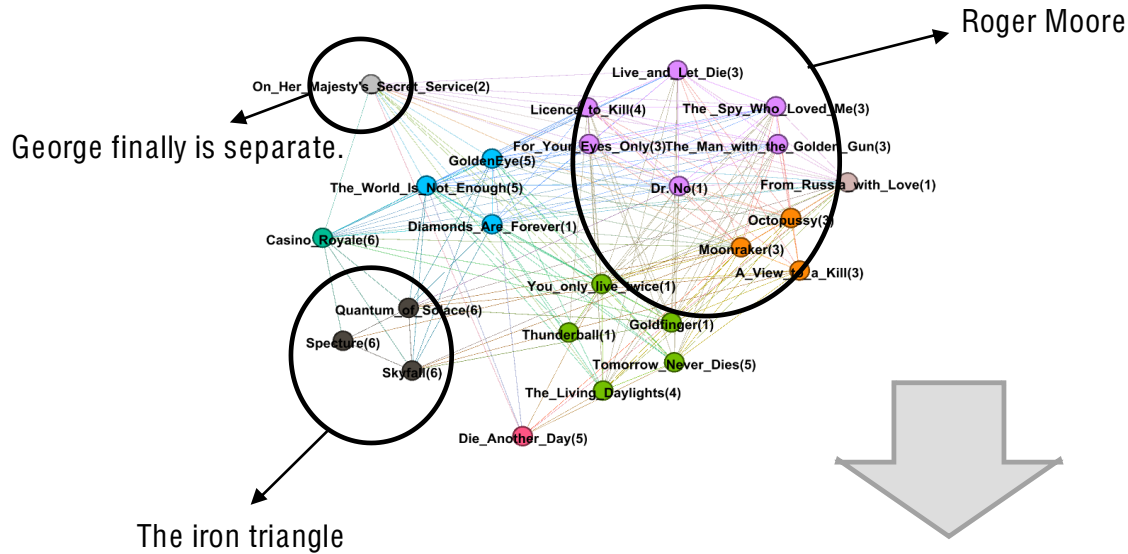 Roger Moore
Live_and_Let_Die(3)
On_Her_Majesty's_Secret_Service(2)
Licence_to_Kill(4)
The _Spy_Who_Loved_Me(3)
George finally is separate.
For_Your_Eyes_Only(3)
The_Man_with_the_Golden_Gun(3)
GoldenEye(5)
The_World_Is_Not_Enough(5)
Dr.No(1)
From_Russia_with_Love(1)
Diamonds_Are_Forever(1)
Octopussy(3)
Casino_Royale(6)
Moonraker(3)
A_View_to_a_Kill(3)
You_only_live_twice(1)
Quantum_of_Solace(6)
Goldfinger(1)
Thunderball(1)
Specture(6)
Tomorrow_Never_Dies(5)
Skyfall(6)
The_Living_Daylights(4)
Die_Another_Day(5)
The iron triangle